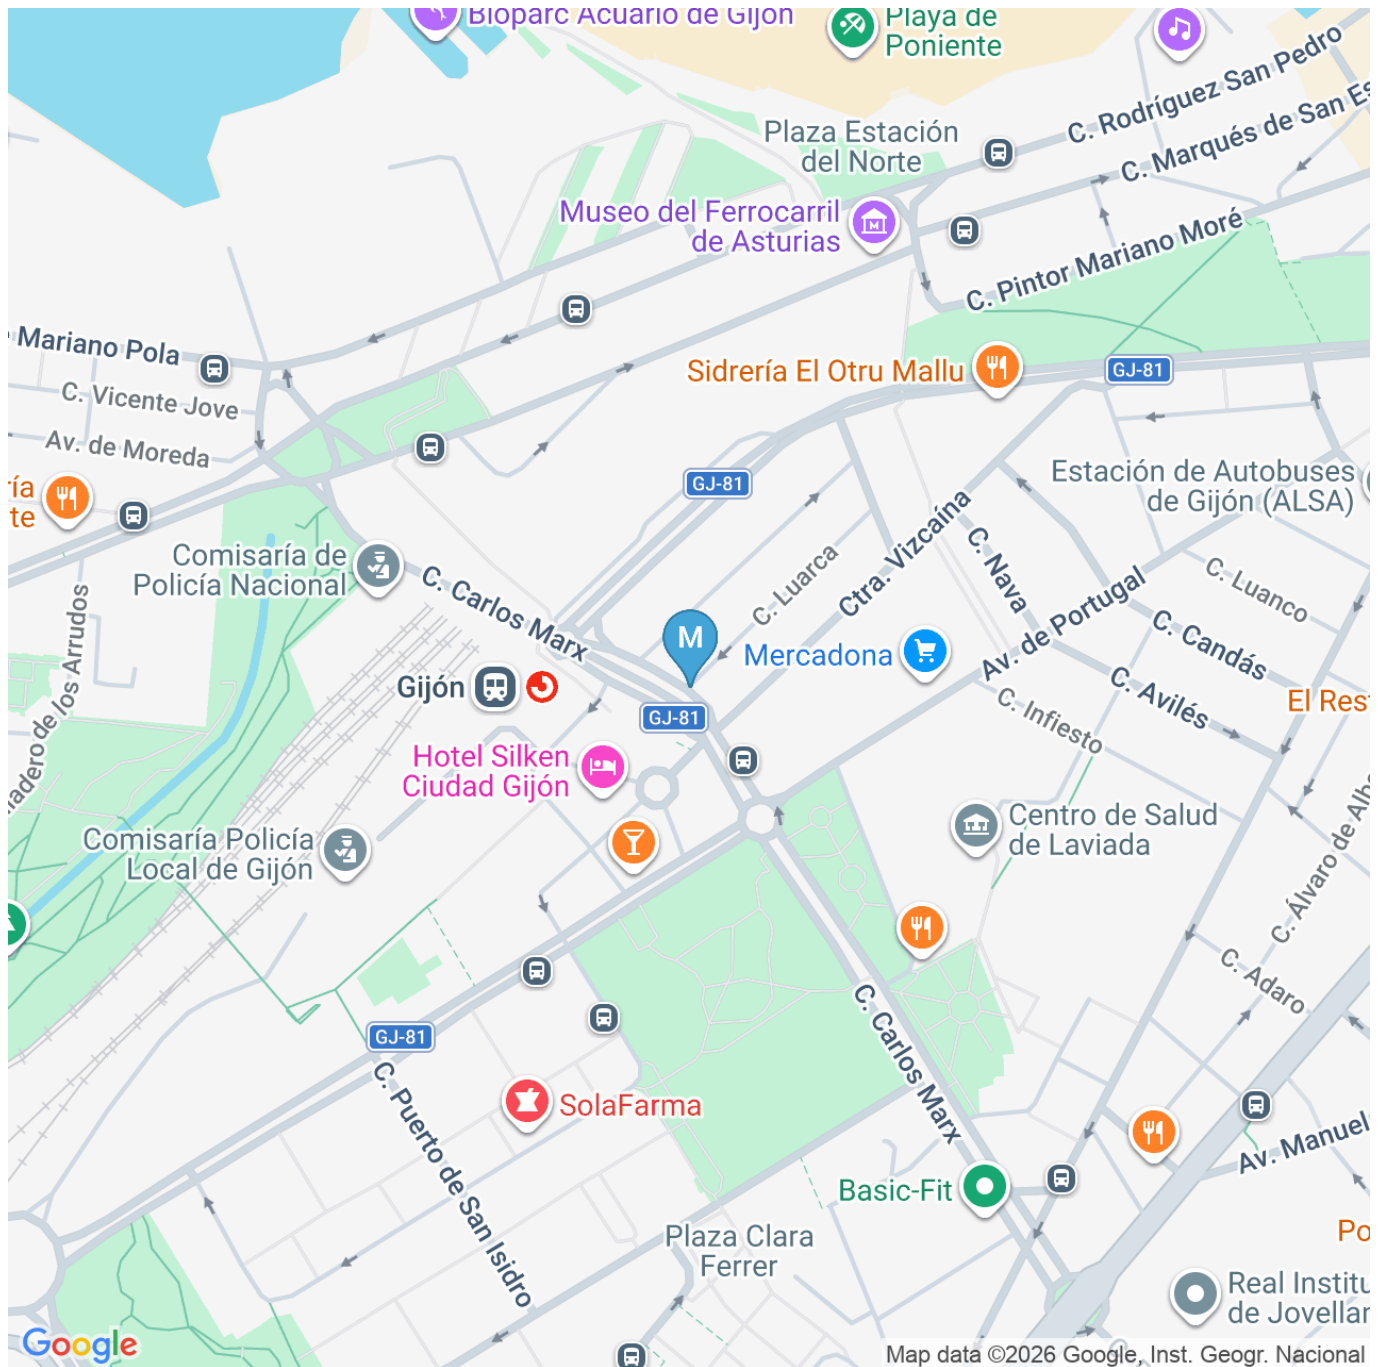 Bioparc Acuario de Gijón
Playa de
Poniente
C. Rodríguez San Pedro
C. Marqués de San Es
Plaza Estación
del Norte
Museo del Ferrocarril
de Asturias
C. Pintor Mariano Moré
Mariano Pola
C. Vicente Jove
Av. de Moreda
Sidrería El Otru Mallu
GJ-81
GJ-81
Estación de Autobuses
de Gijón (ALSA)
ría
te
Comisaría de
Policía Nacional
C. Carlos Marx
C. Luarca
Ctra. Vizcaína
C. Nava
C. Luanco
Av. de Portugal
C. Candás
C. Avilés
C. Infiesto
M
Mercadona
Gijón
GJ-81
El Res
Hotel Silken
Ciudad Gijón
nadero de los Arrudos
Comisaría Policía
Local de Gijón
Centro de Salud
de Laviada
C. Álvaro de Albo
C. Adaro
GJ-81
C. Carlos Marx
C. Puerto de San Isidro
SolaFarma
Av. Manuel
Basic-Fit
Plaza Clara
Ferrer
Po
Real Institu
de Jovellar
Google
Map data ©2026 Google, Inst. Geogr. Nacional